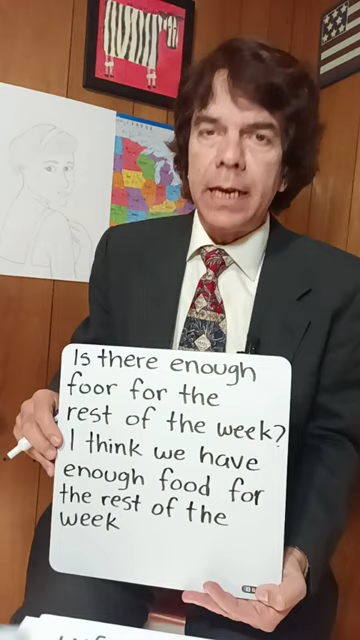 Is there enough
foor for the
rest of the week?
I think we have
enough food for
the rest of the
week